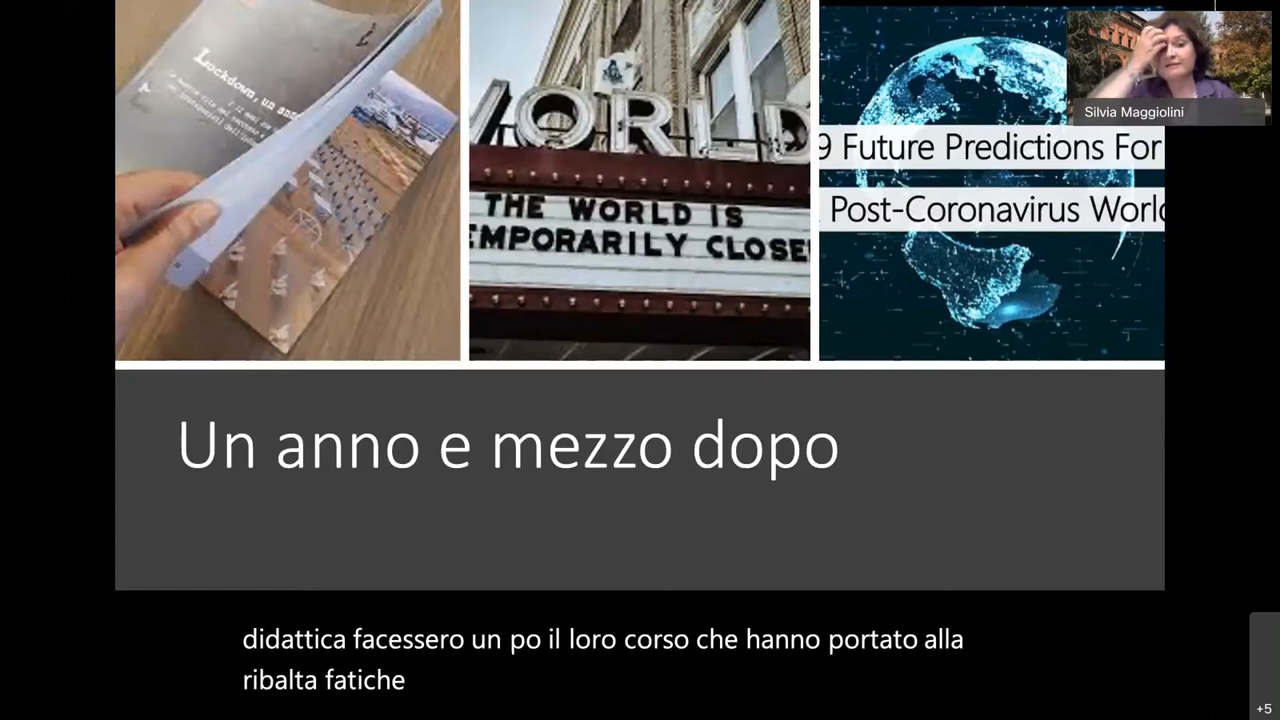 Lockdown, un anno
WORLD
THE WORLD IS
EMPORARILY CLOSE
9 Future Predictions For
Post-Coronavirus Worl
Silvia Maggiolini
Un anno e mezzo dopo
didattica facessero un po il loro corso che hanno portato alla
ribalta fatiche
+5